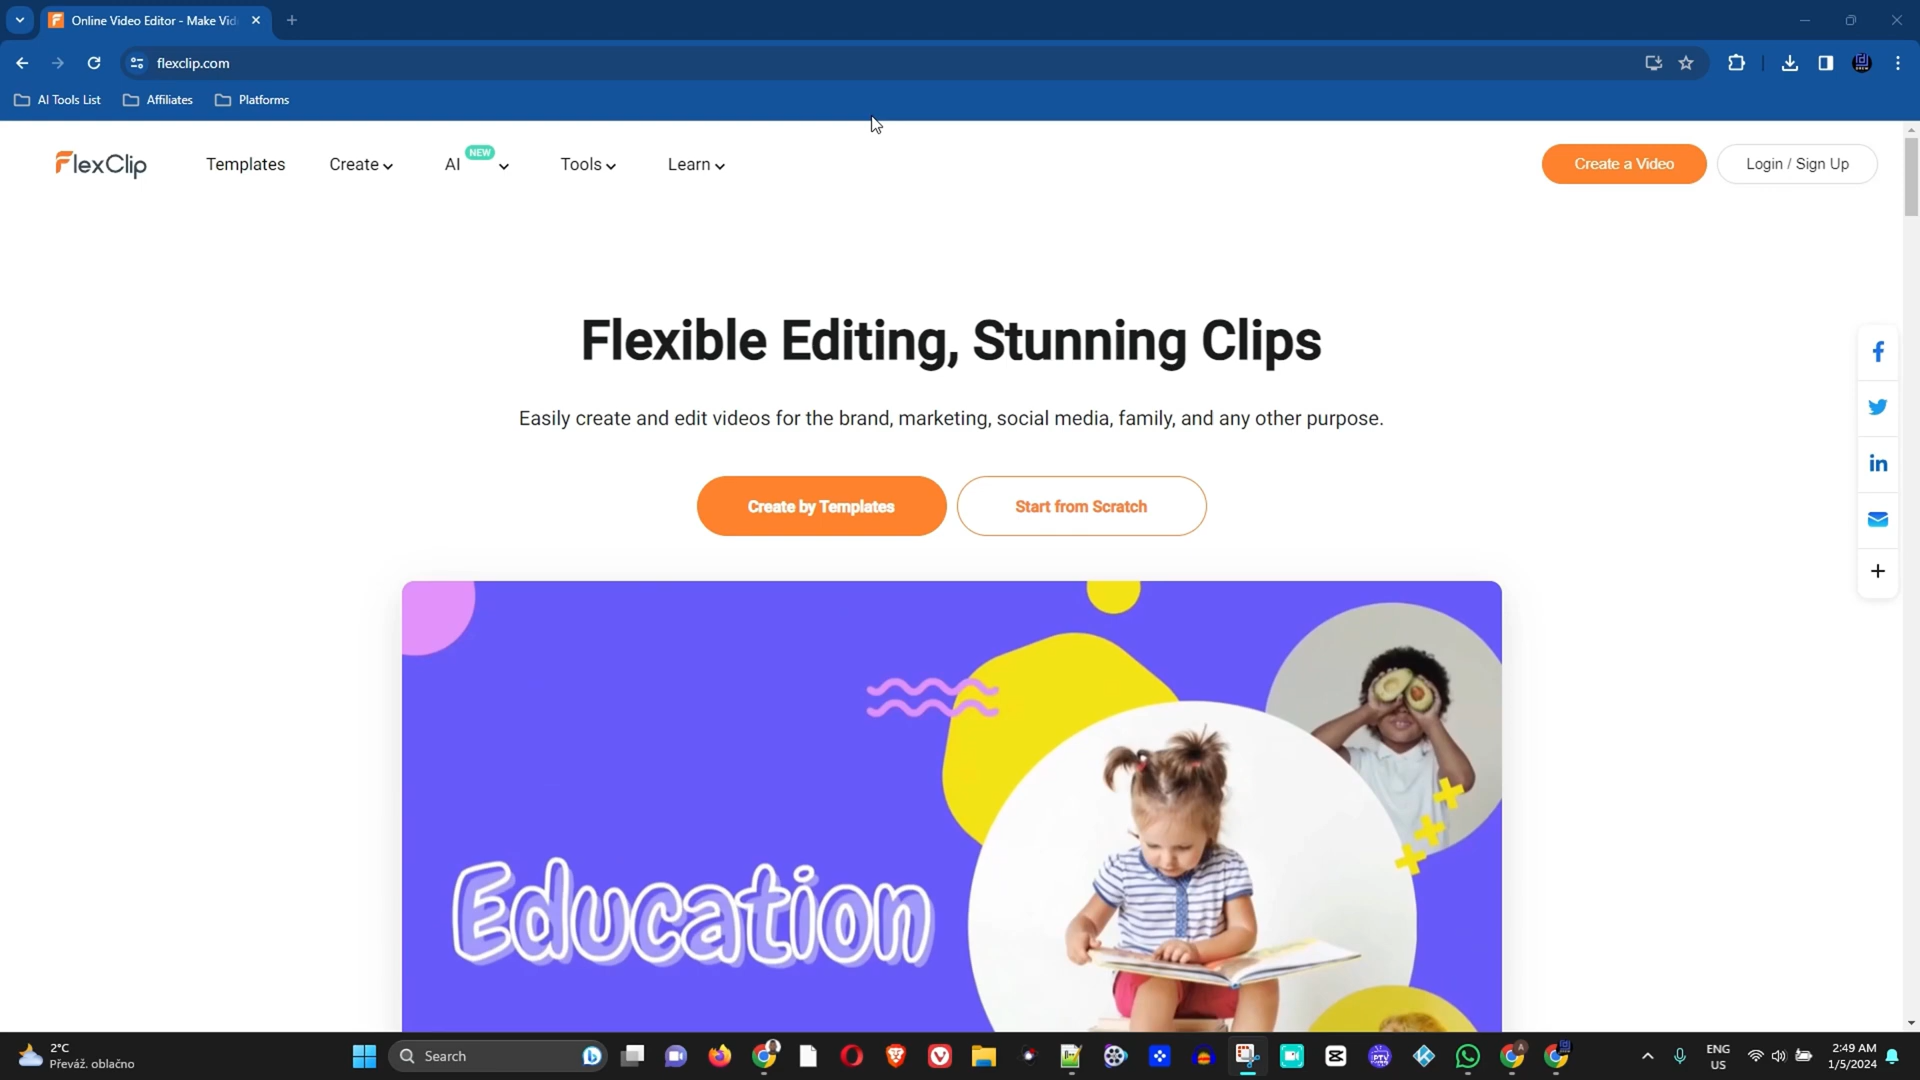 Online Video Editor - Make Vid
flexclip.com
AI Tools List
Affiliates
Platforms
FlexClip
Templates
Create
AI
NEW
Tools
Learn
Create a Video
Login / Sign Up
Flexible Editing, Stunning Clips
Easily create and edit videos for the brand, marketing, social media, family, and any other purpose.
Create by Templates
Start from Scratch
Education
2°C
Převáž. oblačno
Search
ENG
US
2:49 AM
1/5/2024